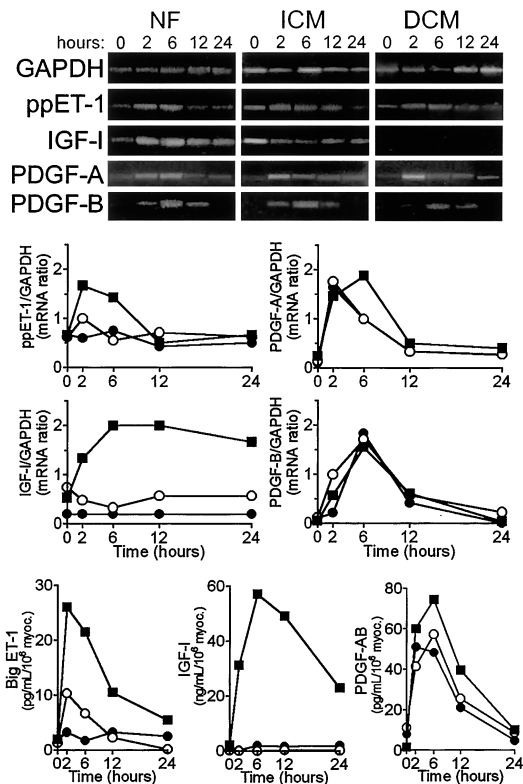 NF ICM DCM
hours: 0 2 6 12 24 0 2 6 12 24 0 2 6 12 24
GAPDH
ppET-1
IGF-I
PDGF-A
PDGF-B
ppET-1/GAPDH
(mRNA ratio)
2
1
0
0 2 6 12 24
PDGF-A/GAPDH
(mRNA ratio)
2
1
0
0 2 6 12 24
IGF-I/GAPDH
(mRNA ratio)
2
1
0
0 2 6 12 24
Time (hours)
PDGF-B/GAPDH
(mRNA ratio)
2
1
0
0 2 6 12 24
Time (hours)
Big ET-1
(pg/mL/10⁶ myoc.)
30
20
10
0
0 2 6 12 24
Time (hours)
IGF-I
(ng/mL/10⁶ myoc.)
60
40
20
0
0 2 6 12 24
Time (hours)
PDGF-AB
(pg/mL/10⁶ myoc.)
80
60
40
20
0
0 2 6 12 24
Time (hours)